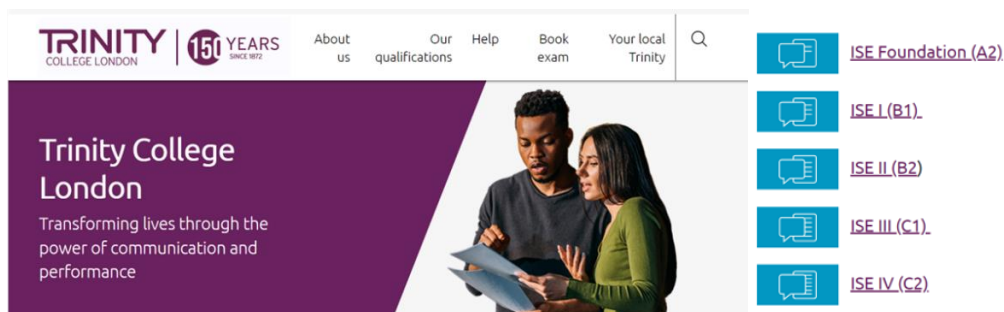 TRINITY
COLLEGE LONDON
150 YEARS
SINCE 1872
About us
Our qualifications
Help
Book exam
Your local Trinity
Trinity College
London
Transforming lives through the
power of communication and
performance
ISE Foundation (A2)
ISE I (B1)
ISE II (B2)
ISE III (C1)
ISE IV (C2)